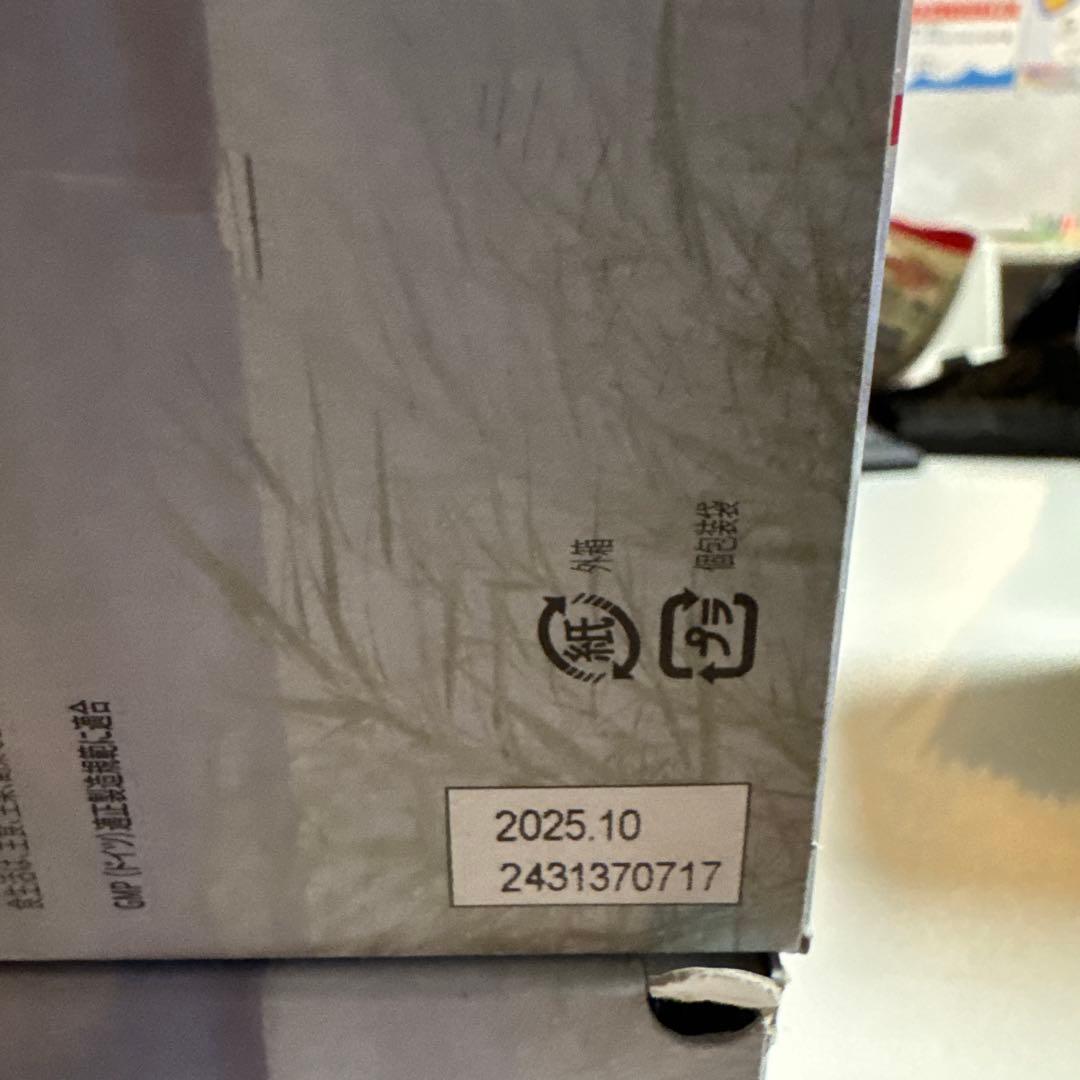 GMP(ドイツ)適正製造規範に適合
外箱
紙
個包装袋
プラ
2025.10
2431370717